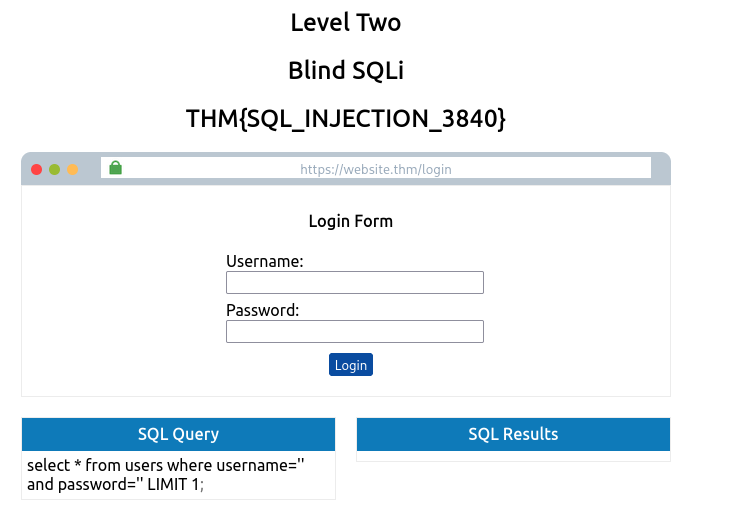 Level Two
Blind SQLi
THM{SQL_INJECTION_3840}
https://website.thm/login
Login Form
Username:
Password:
Login
SQL Query
select * from users where username=''
and password='' LIMIT 1;
SQL Results